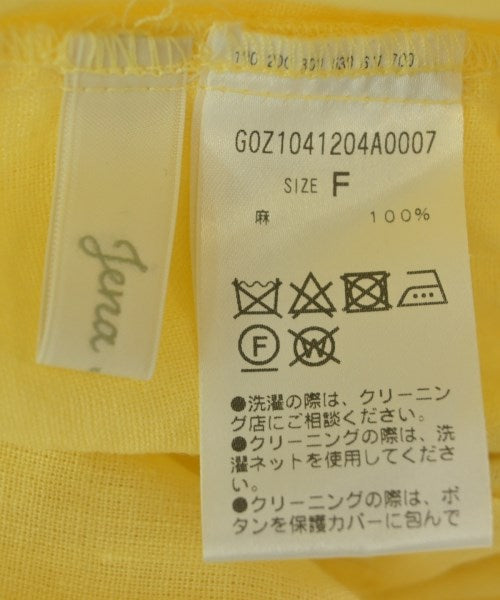 G0Z1041204A0007
SIZE F
麻 100%
Jena
F
W
●洗濯の際は、クリーニン
グ店にご相談ください。
●クリーニングの際は、洗
濯ネットを使用してくださ
い。
●クリーニングの際は、ボ
タンを保護カバーに包んで